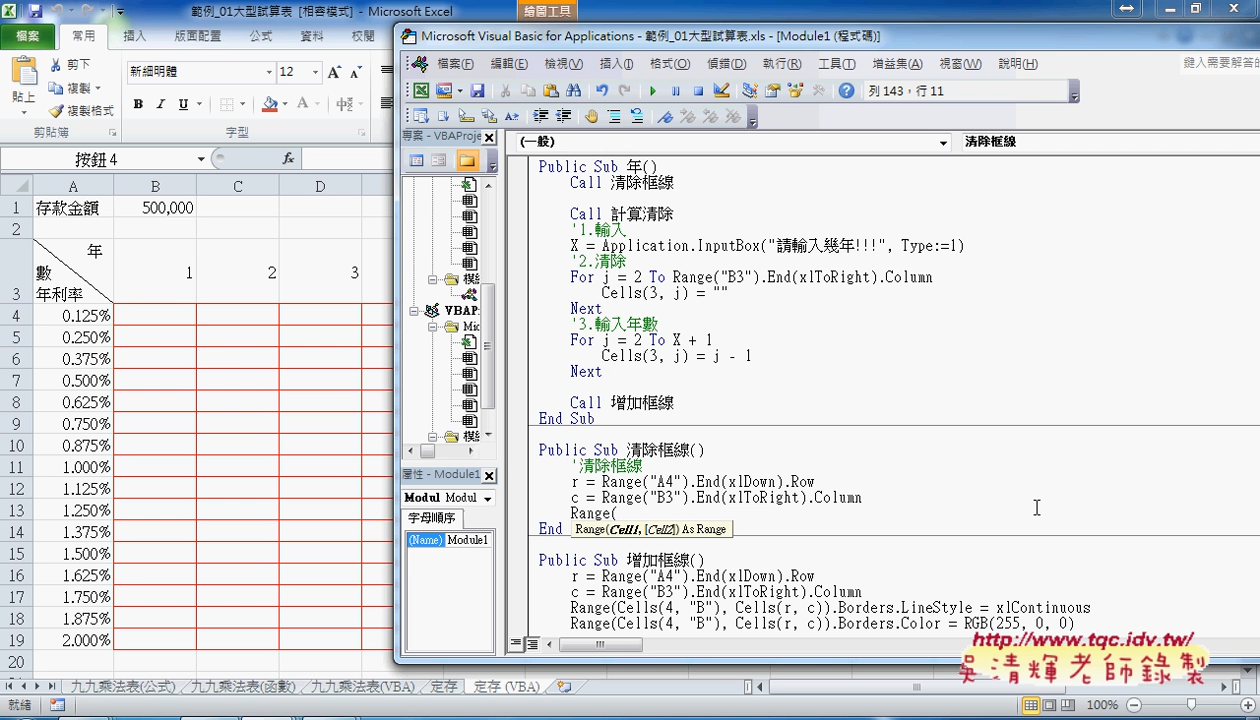 範例_01大型試算表 [相容模式] - Microsoft Excel
繪圖工具
檔案 常用 插入 版面配置 公式 資料 校閱
鍵入需要解答的
貼上
剪下
複製
複製格式
剪貼簿
新細明體 12
B I U
字型
按鈕 4 fx
A B C D
1 存款金額 500,000
2
3 年 數 年利率 1 2 3
4 0.125%
5 0.250%
6 0.375%
7 0.500%
8 0.625%
9 0.750%
10 0.875%
11 1.000%
12 1.125%
13 1.250%
14 1.375%
15 1.500%
16 1.625%
17 1.750%
18 1.875%
19 2.000%
20
九九乘法表(公式) 九九乘法表(函數) 九九乘法表(VBA) 定存 定存 (VBA)
就緒
100%
Microsoft Visual Basic for Applications - 範例_01大型試算表.xls - [Module1 (程式碼)]
檔案(F) 編輯(E) 檢視(V) 插入(I) 格式(O) 偵錯(D) 執行(R) 工具(T) 增益集(A) 視窗(W) 說明(H)
列 143，行 11
專案 - VBAProje
VBAP
Mic
屬性 - Module1
Modul Modul
字母順序
(Name) Module1
(一般) 清除框線
Public Sub 年()
Call 清除框線
Call 計算清除
'1.輸入
X = Application.InputBox("請輸入幾年!!!", Type:=1)
'2.清除
For j = 2 To Range("B3").End(xlToRight).Column
Cells(3, j) = ""
Next
'3.輸入年數
For j = 2 To X + 1
Cells(3, j) = j - 1
Next
Call 增加框線
End Sub
Public Sub 清除框線()
'清除框線
r = Range("A4").End(xlDown).Row
c = Range("B3").End(xlToRight).Column
Range(
End
Range(Cell1, [Cell2]) As Range
Public Sub 增加框線()
r = Range("A4").End(xlDown).Row
c = Range("B3").End(xlToRight).Column
Range(Cells(4, "B"), Cells(r, c)).Borders.LineStyle = xlContinuous
Range(Cells(4, "B"), Cells(r, c)).Borders.Color = RGB(255, 0, 0)
http://www.tqc.idv.tw/
吳清輝老師錄製